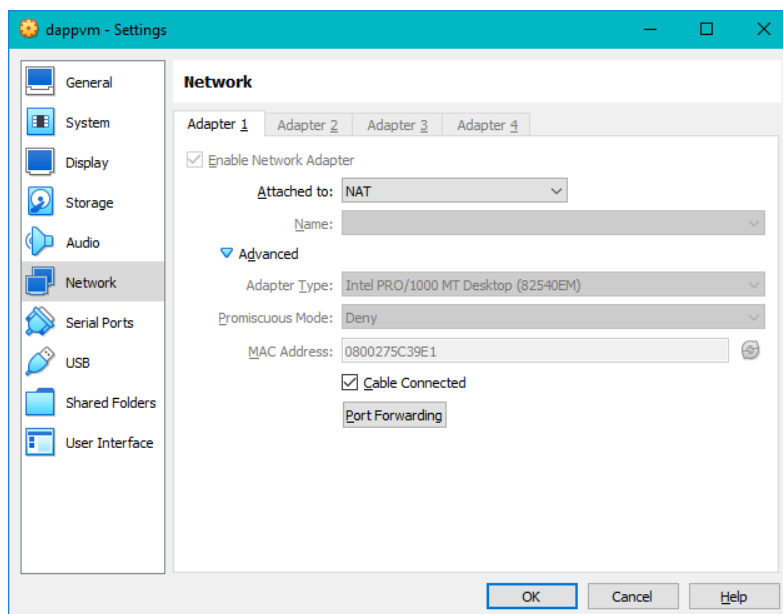 dappvm - Settings
General
System
Display
Storage
Audio
Network
Serial Ports
USB
Shared Folders
User Interface
Network
Adapter 1 Adapter 2 Adapter 3 Adapter 4
Enable Network Adapter
Attached to: NAT
Name:
Advanced
Adapter Type: Intel PRO/1000 MT Desktop (82540EM)
Promiscuous Mode: Deny
MAC Address: 0800275C39E1
Cable Connected
Port Forwarding
OK Cancel Help